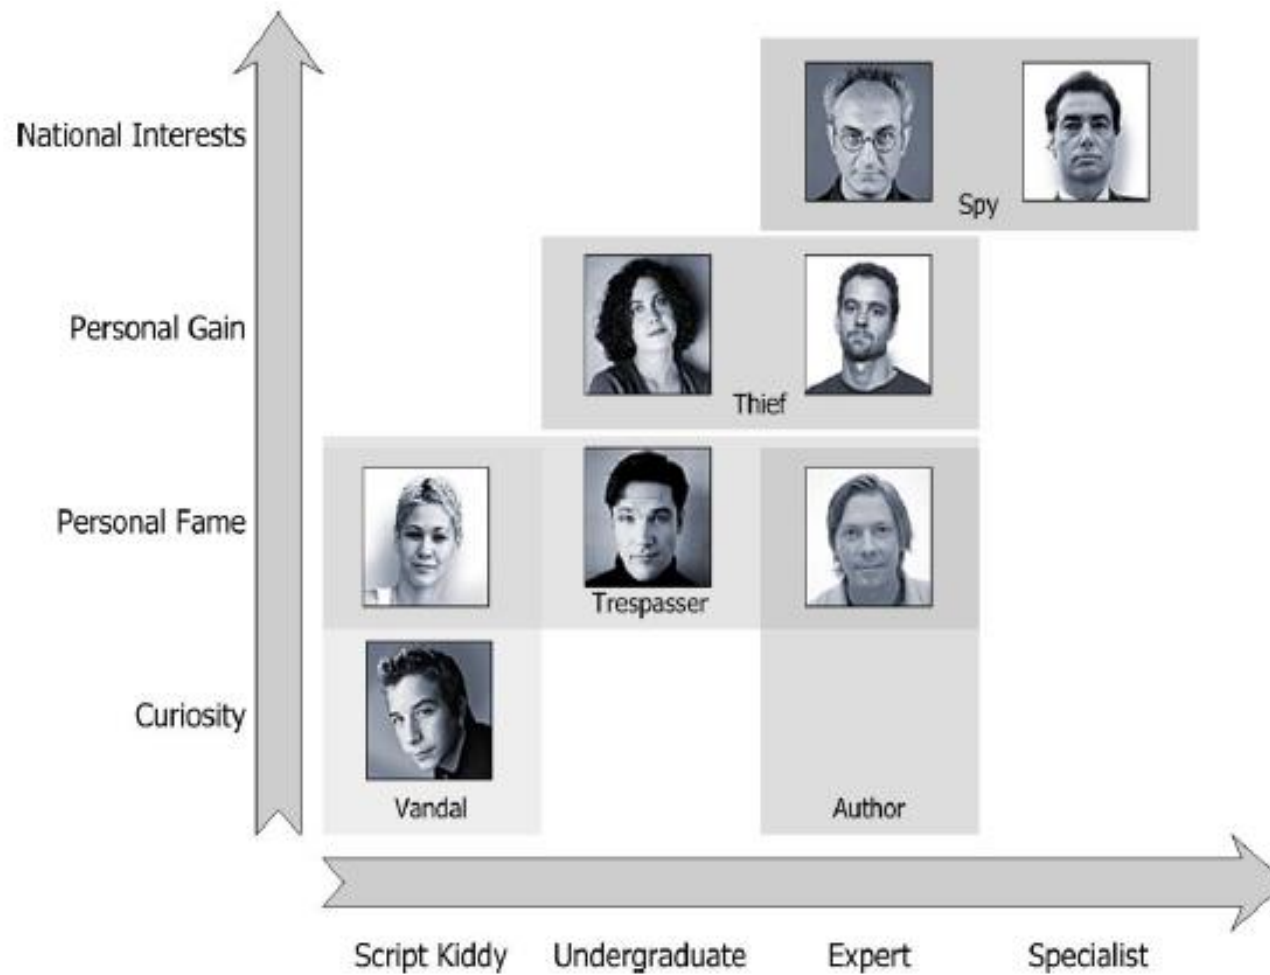 National Interests
Spy
Personal Gain
Thief
Personal Fame
Trespasser
Curiosity
Vandal
Author
Script Kiddy
Undergraduate
Expert
Specialist